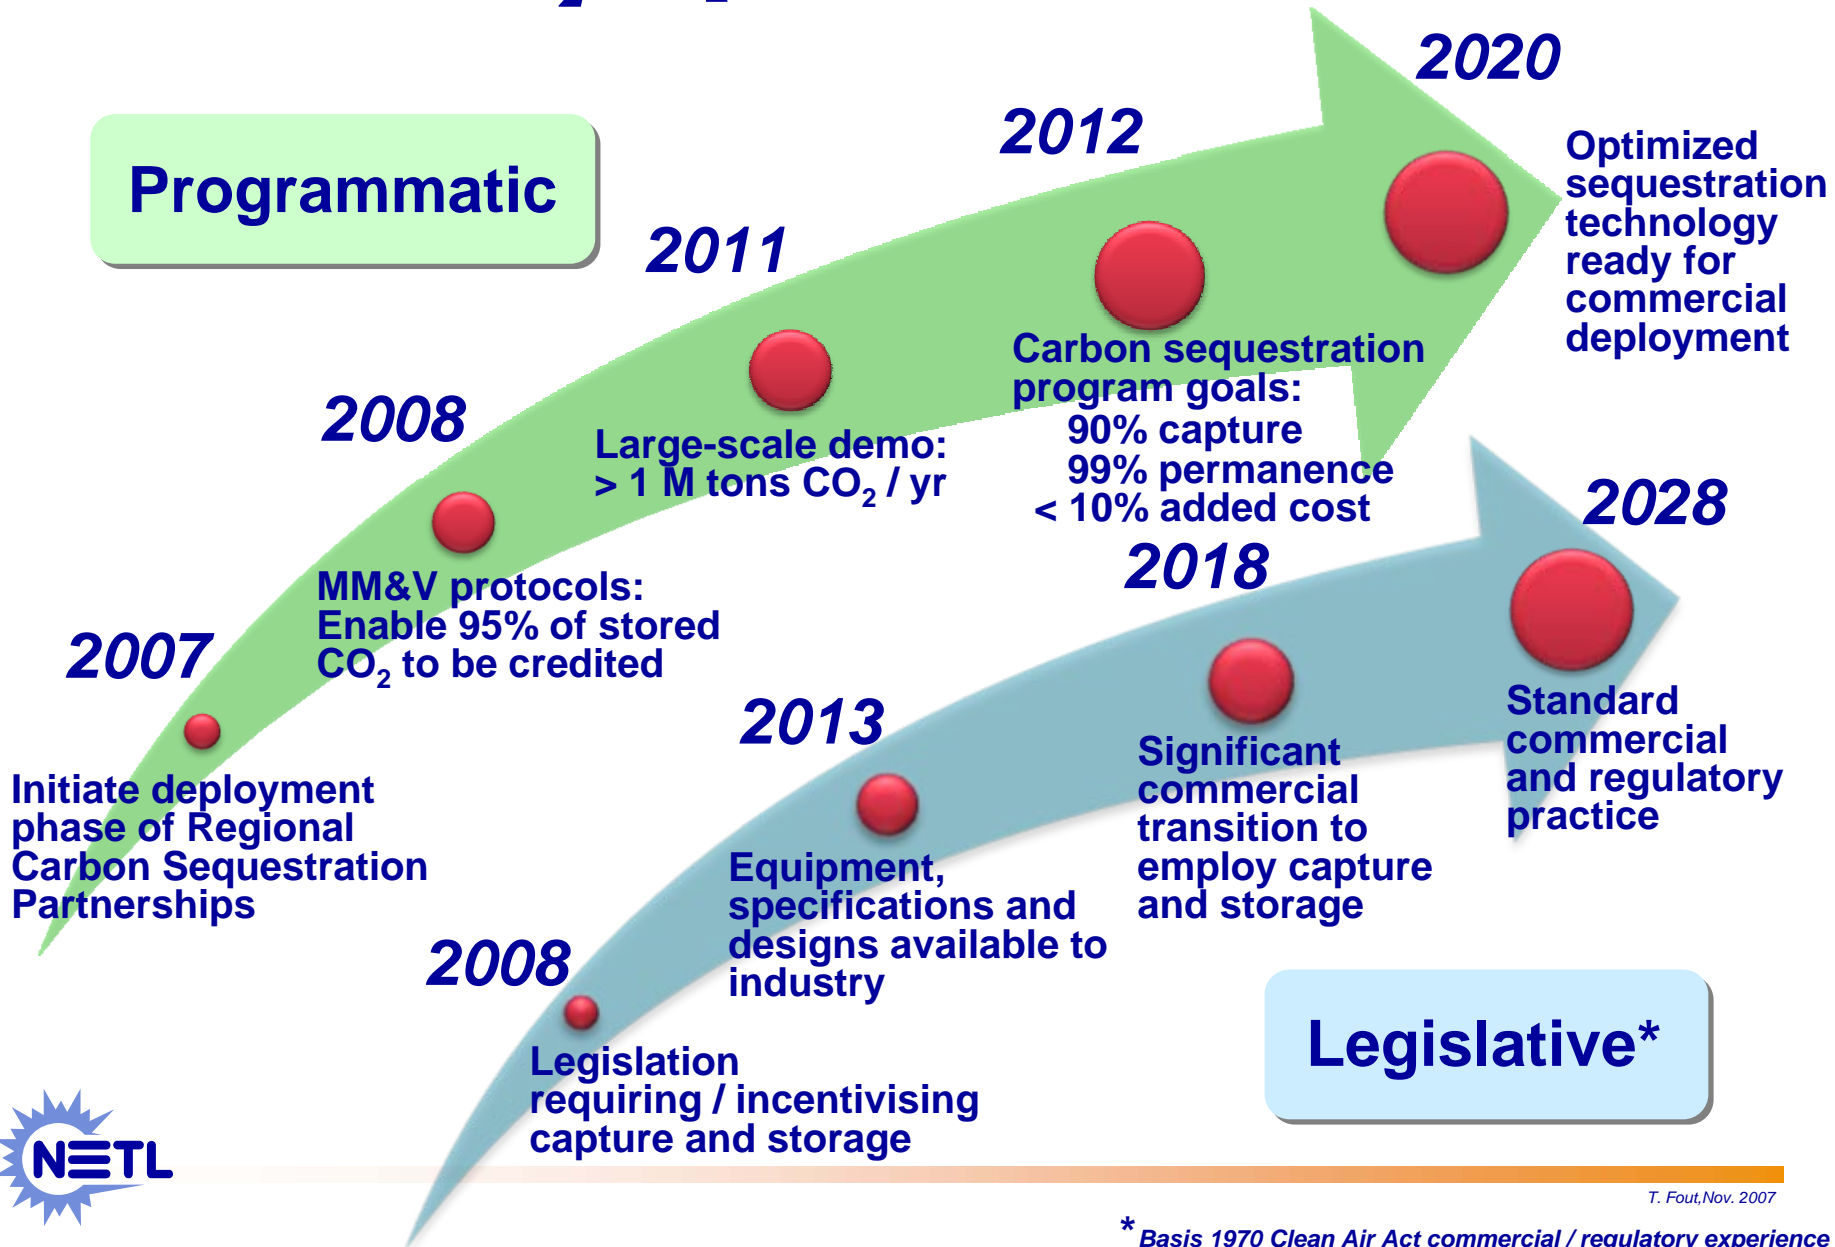 Programmatic
2007
Initiate deployment
phase of Regional
Carbon Sequestration
Partnerships
2008
MM&V protocols:
Enable 95% of stored
CO2 to be credited
2011
Large-scale demo:
> 1 M tons CO2 / yr
2012
Carbon sequestration
program goals:
90% capture
99% permanence
< 10% added cost
2020
Optimized
sequestration
technology
ready for
commercial
deployment
2008
Legislation
requiring / incentivising
capture and storage
2013
Equipment,
specifications and
designs available to
industry
2018
Significant
commercial
transition to
employ capture
and storage
2028
Standard
commercial
and regulatory
practice
Legislative*
NETL
T. Fout,Nov. 2007
* Basis 1970 Clean Air Act commercial / regulatory experience